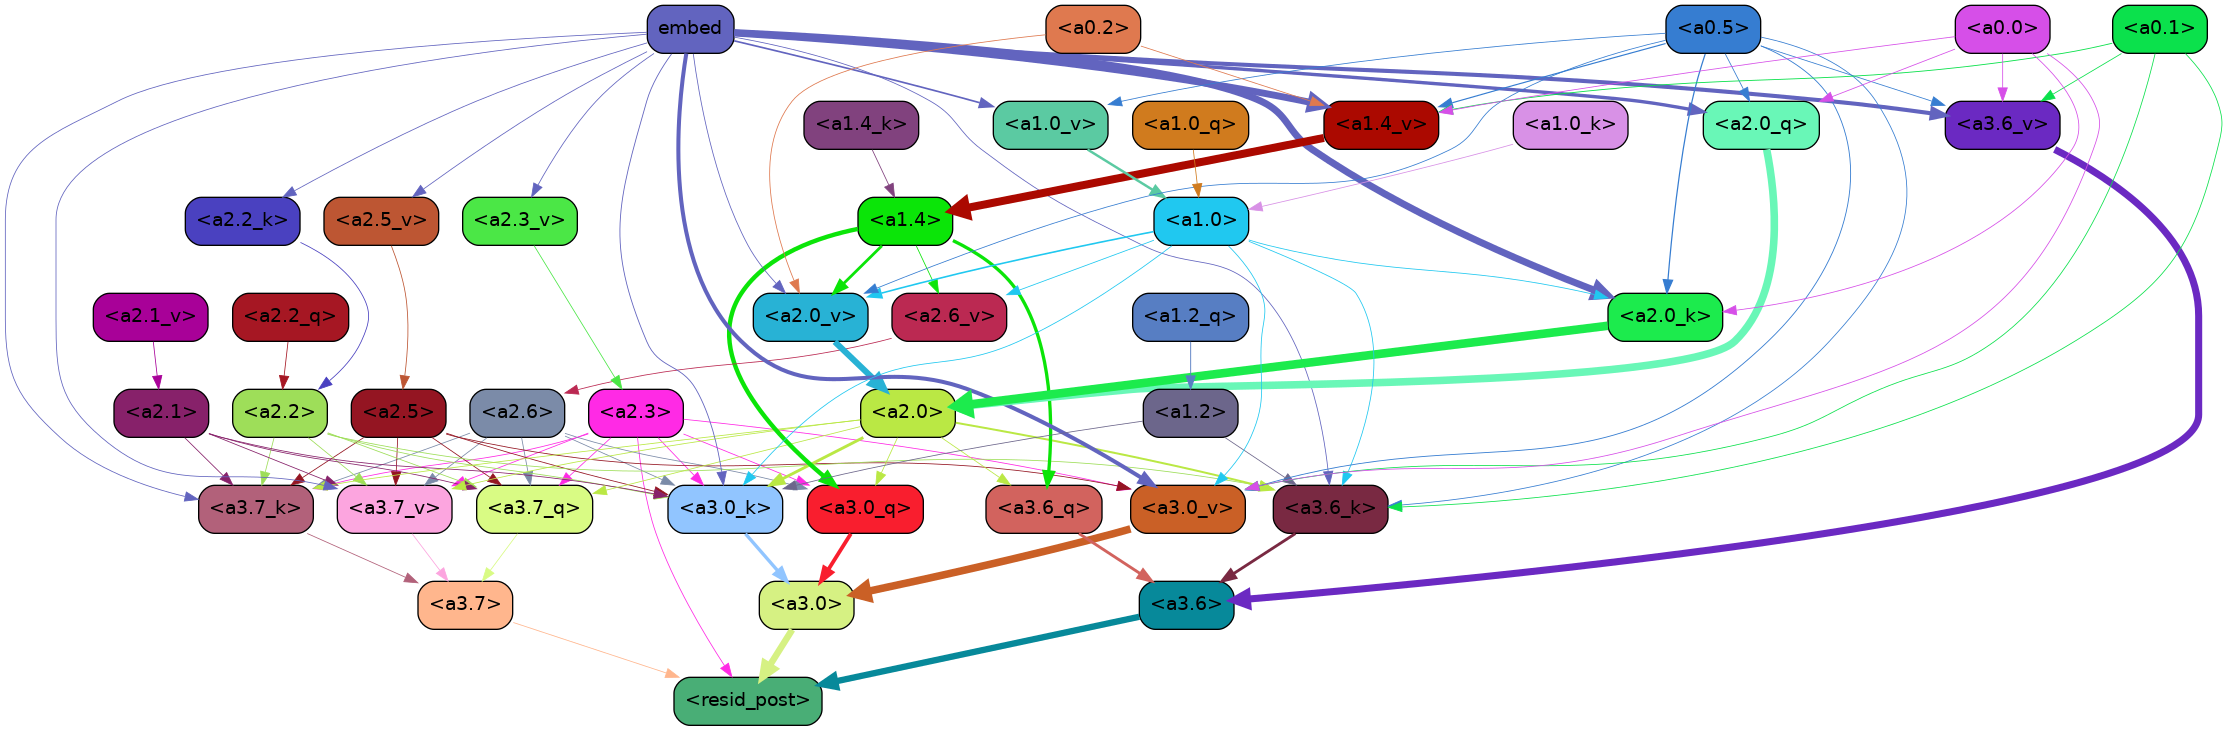 embed
<a0.2>
<a0.5>
<a0.0>
<a0.1>
<a1.4_k>
<a1.0_v>
<a1.0_q>
<a1.4_v>
<a1.0_k>
<a2.0_q>
<a3.6_v>
<a2.2_k>
<a2.5_v>
<a2.3_v>
<a1.4>
<a1.0>
<a2.1_v>
<a2.2_q>
<a2.0_v>
<a2.6_v>
<a1.2_q>
<a2.0_k>
<a2.1>
<a2.2>
<a2.5>
<a2.6>
<a2.3>
<a2.0>
<a1.2>
<a3.7_k>
<a3.7_v>
<a3.7_q>
<a3.0_k>
<a3.0_q>
<a3.6_q>
<a3.0_v>
<a3.6_k>
<a3.7>
<a3.0>
<a3.6>
<resid_post>